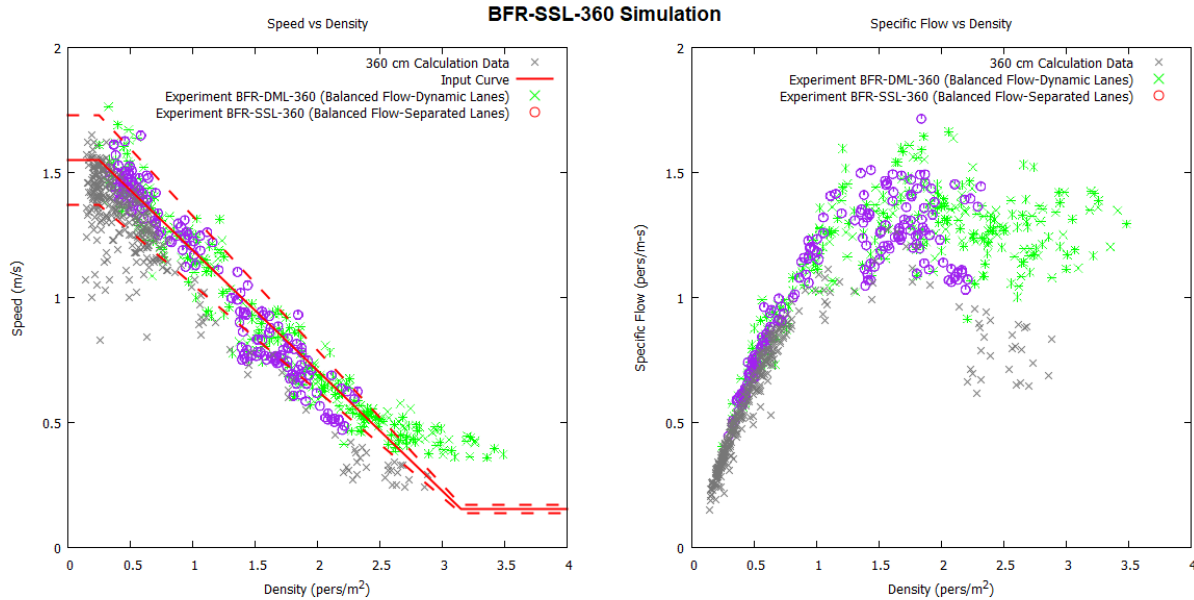 BFR-SSL-360 Simulation
Speed vs Density
2
1.5
1
0.5
0
Speed (m/s)
360 cm Calculation Data
Input Curve
Experiment BFR-DML-360 (Balanced Flow-Dynamic Lanes)
Experiment BFR-SSL-360 (Balanced Flow-Separated Lanes)
0 0.5 1 1.5 2 2.5 3 3.5 4
Density (pers/m²)
Specific Flow vs Density
2
1.5
1
0.5
0
Specific Flow (pers/m-s)
360 cm Calculation Data
Experiment BFR-DML-360 (Balanced Flow-Dynamic Lanes)
Experiment BFR-SSL-360 (Balanced Flow-Separated Lanes)
0 0.5 1 1.5 2 2.5 3 3.5 4
Density (pers/m²)